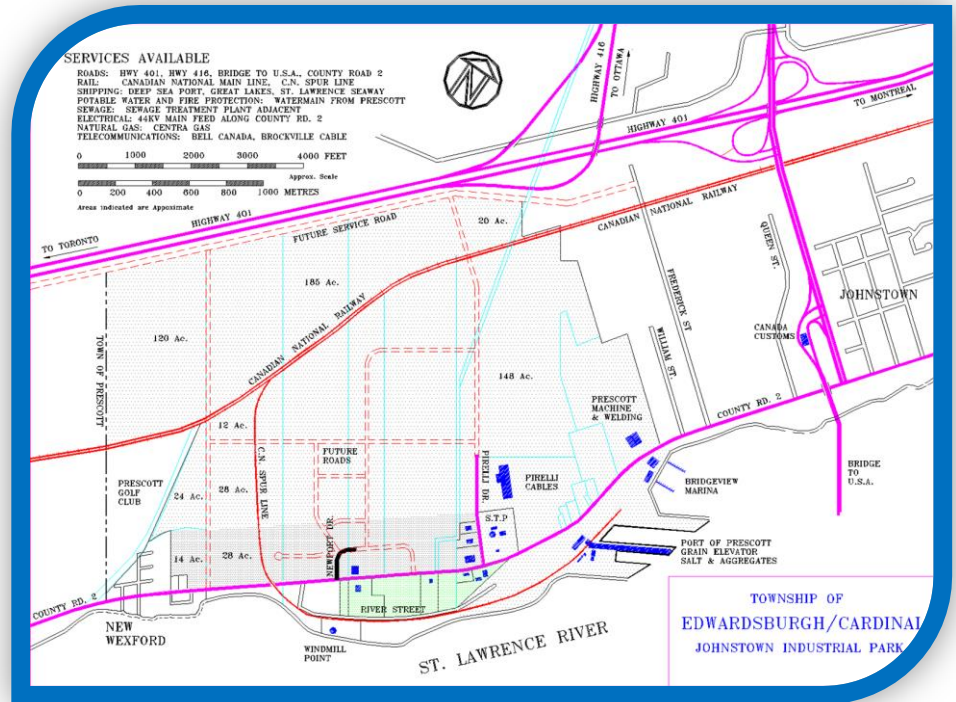 SERVICES AVAILABLE
ROADS: HWY 401, HWY 416, BRIDGE TO U.S.A., COUNTY ROAD 2
RAIL: CANADIAN NATIONAL MAIN LINE, C.N. SPUR LINE
SHIPPING: DEEP SEA PORT, GREAT LAKES, ST. LAWRENCE SEAWAY
POTABLE WATER AND FIRE PROTECTION: WATERMAIN FROM PRESCOTT
SEWAGE: SEWAGE TREATMENT PLANT ADJACENT
ELECTRICAL: 44KV MAIN FEED ALONG COUNTY RD. 2
NATURAL GAS: CENTRA GAS
TELECOMMUNICATIONS: BELL CANADA, BROCKVILLE CABLE
0 1000 2000 3000 4000 FEET
Approx. Scale
0 200 400 600 800 1000 METRES
Areas indicated are Approximate
HIGHWAY 416
TO OTTAWA
HIGHWAY 401
TO MONTREAL
HIGHWAY 401
TO TORONTO
FUTURE SERVICE ROAD
20 Ac.
CANADIAN NATIONAL RAILWAY
QUEEN ST.
FREDERICK ST
WILLIAM ST.
JOHNSTOWN
CANADA
CUSTOMS
185 Ac.
120 Ac.
TOWN OF PRESCOTT
CANADIAN NATIONAL RAILWAY
148 Ac.
PRESCOTT
MACHINE
& WELDING
COUNTY RD. 2
12 Ac.
C.N. SPUR LINE
FUTURE
ROADS
PIRELLI DR.
PIRELLI
CABLES
BRIDGEVIEW
MARINA
BRIDGE
TO
U.S.A.
PRESCOTT
GOLF
CLUB
24 Ac.
28 Ac.
S.T.P
NEWPORT DR.
14 Ac.
28 Ac.
PORT OF PRESCOTT
GRAIN ELEVATOR
SALT & AGGREGATES
COUNTY RD. 2
RIVER STREET
NEW
WEXFORD
WINDMILL
POINT
ST. LAWRENCE RIVER
TOWNSHIP OF
EDWARDSBURGH/CARDINAL
JOHNSTOWN INDUSTRIAL PARK